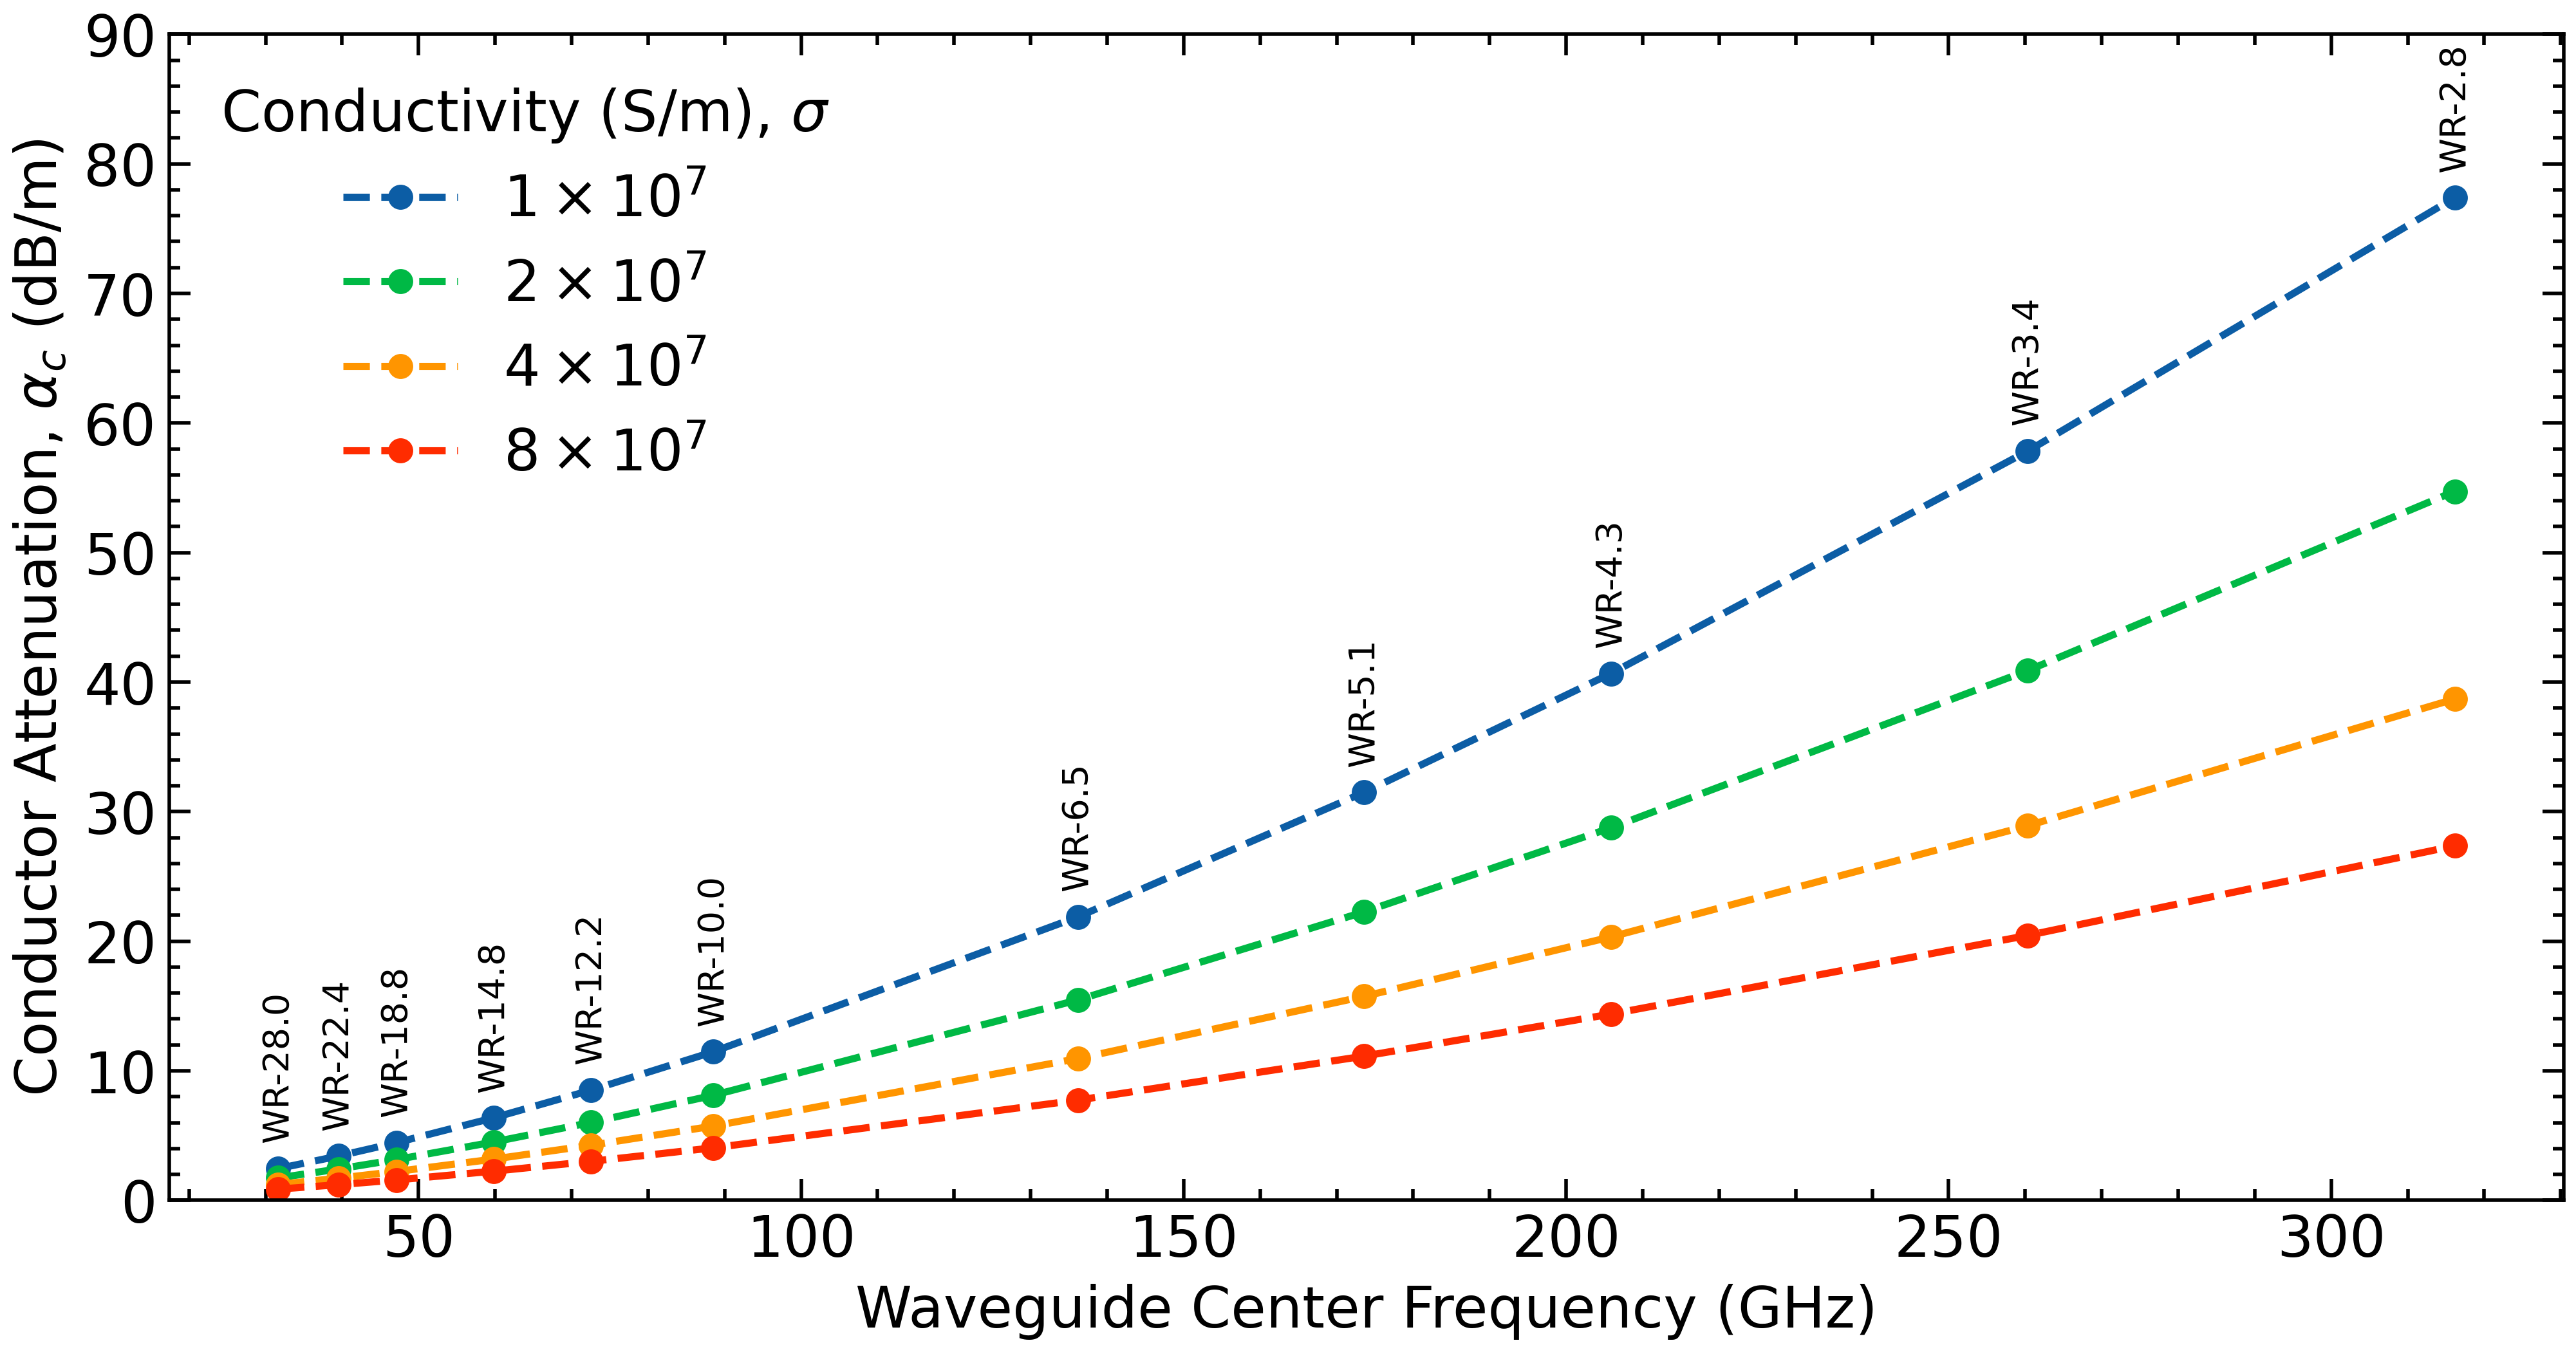 Conductor Attenuation, α_c (dB/m)
90
80
70
60
50
40
30
20
10
0
Conductivity (S/m), σ
1 × 10⁷
2 × 10⁷
4 × 10⁷
8 × 10⁷
WR-28.0
WR-22.4
WR-18.8
WR-14.8
WR-12.2
WR-10.0
WR-6.5
WR-5.1
WR-4.3
WR-3.4
WR-2.8
50 100 150 200 250 300
Waveguide Center Frequency (GHz)